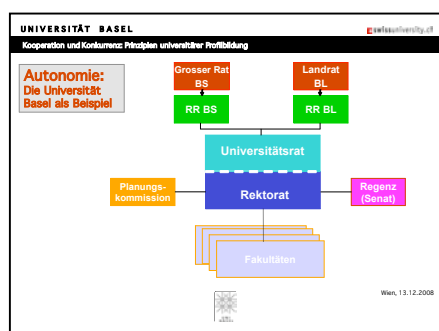 UNIVERSITÄT BASEL
swissuniversity.ch
Kooperation und Konkurrenz: Prinzipien universitärer Profilbildung
Autonomie:
Die Universität
Basel als Beispiel
Grosser Rat
BS
Landrat
BL
RR BS
RR BL
Universitätsrat
Planungs-
kommission
Rektorat
Regenz
(Senat)
Fakultäten
Wien, 13.12.2008